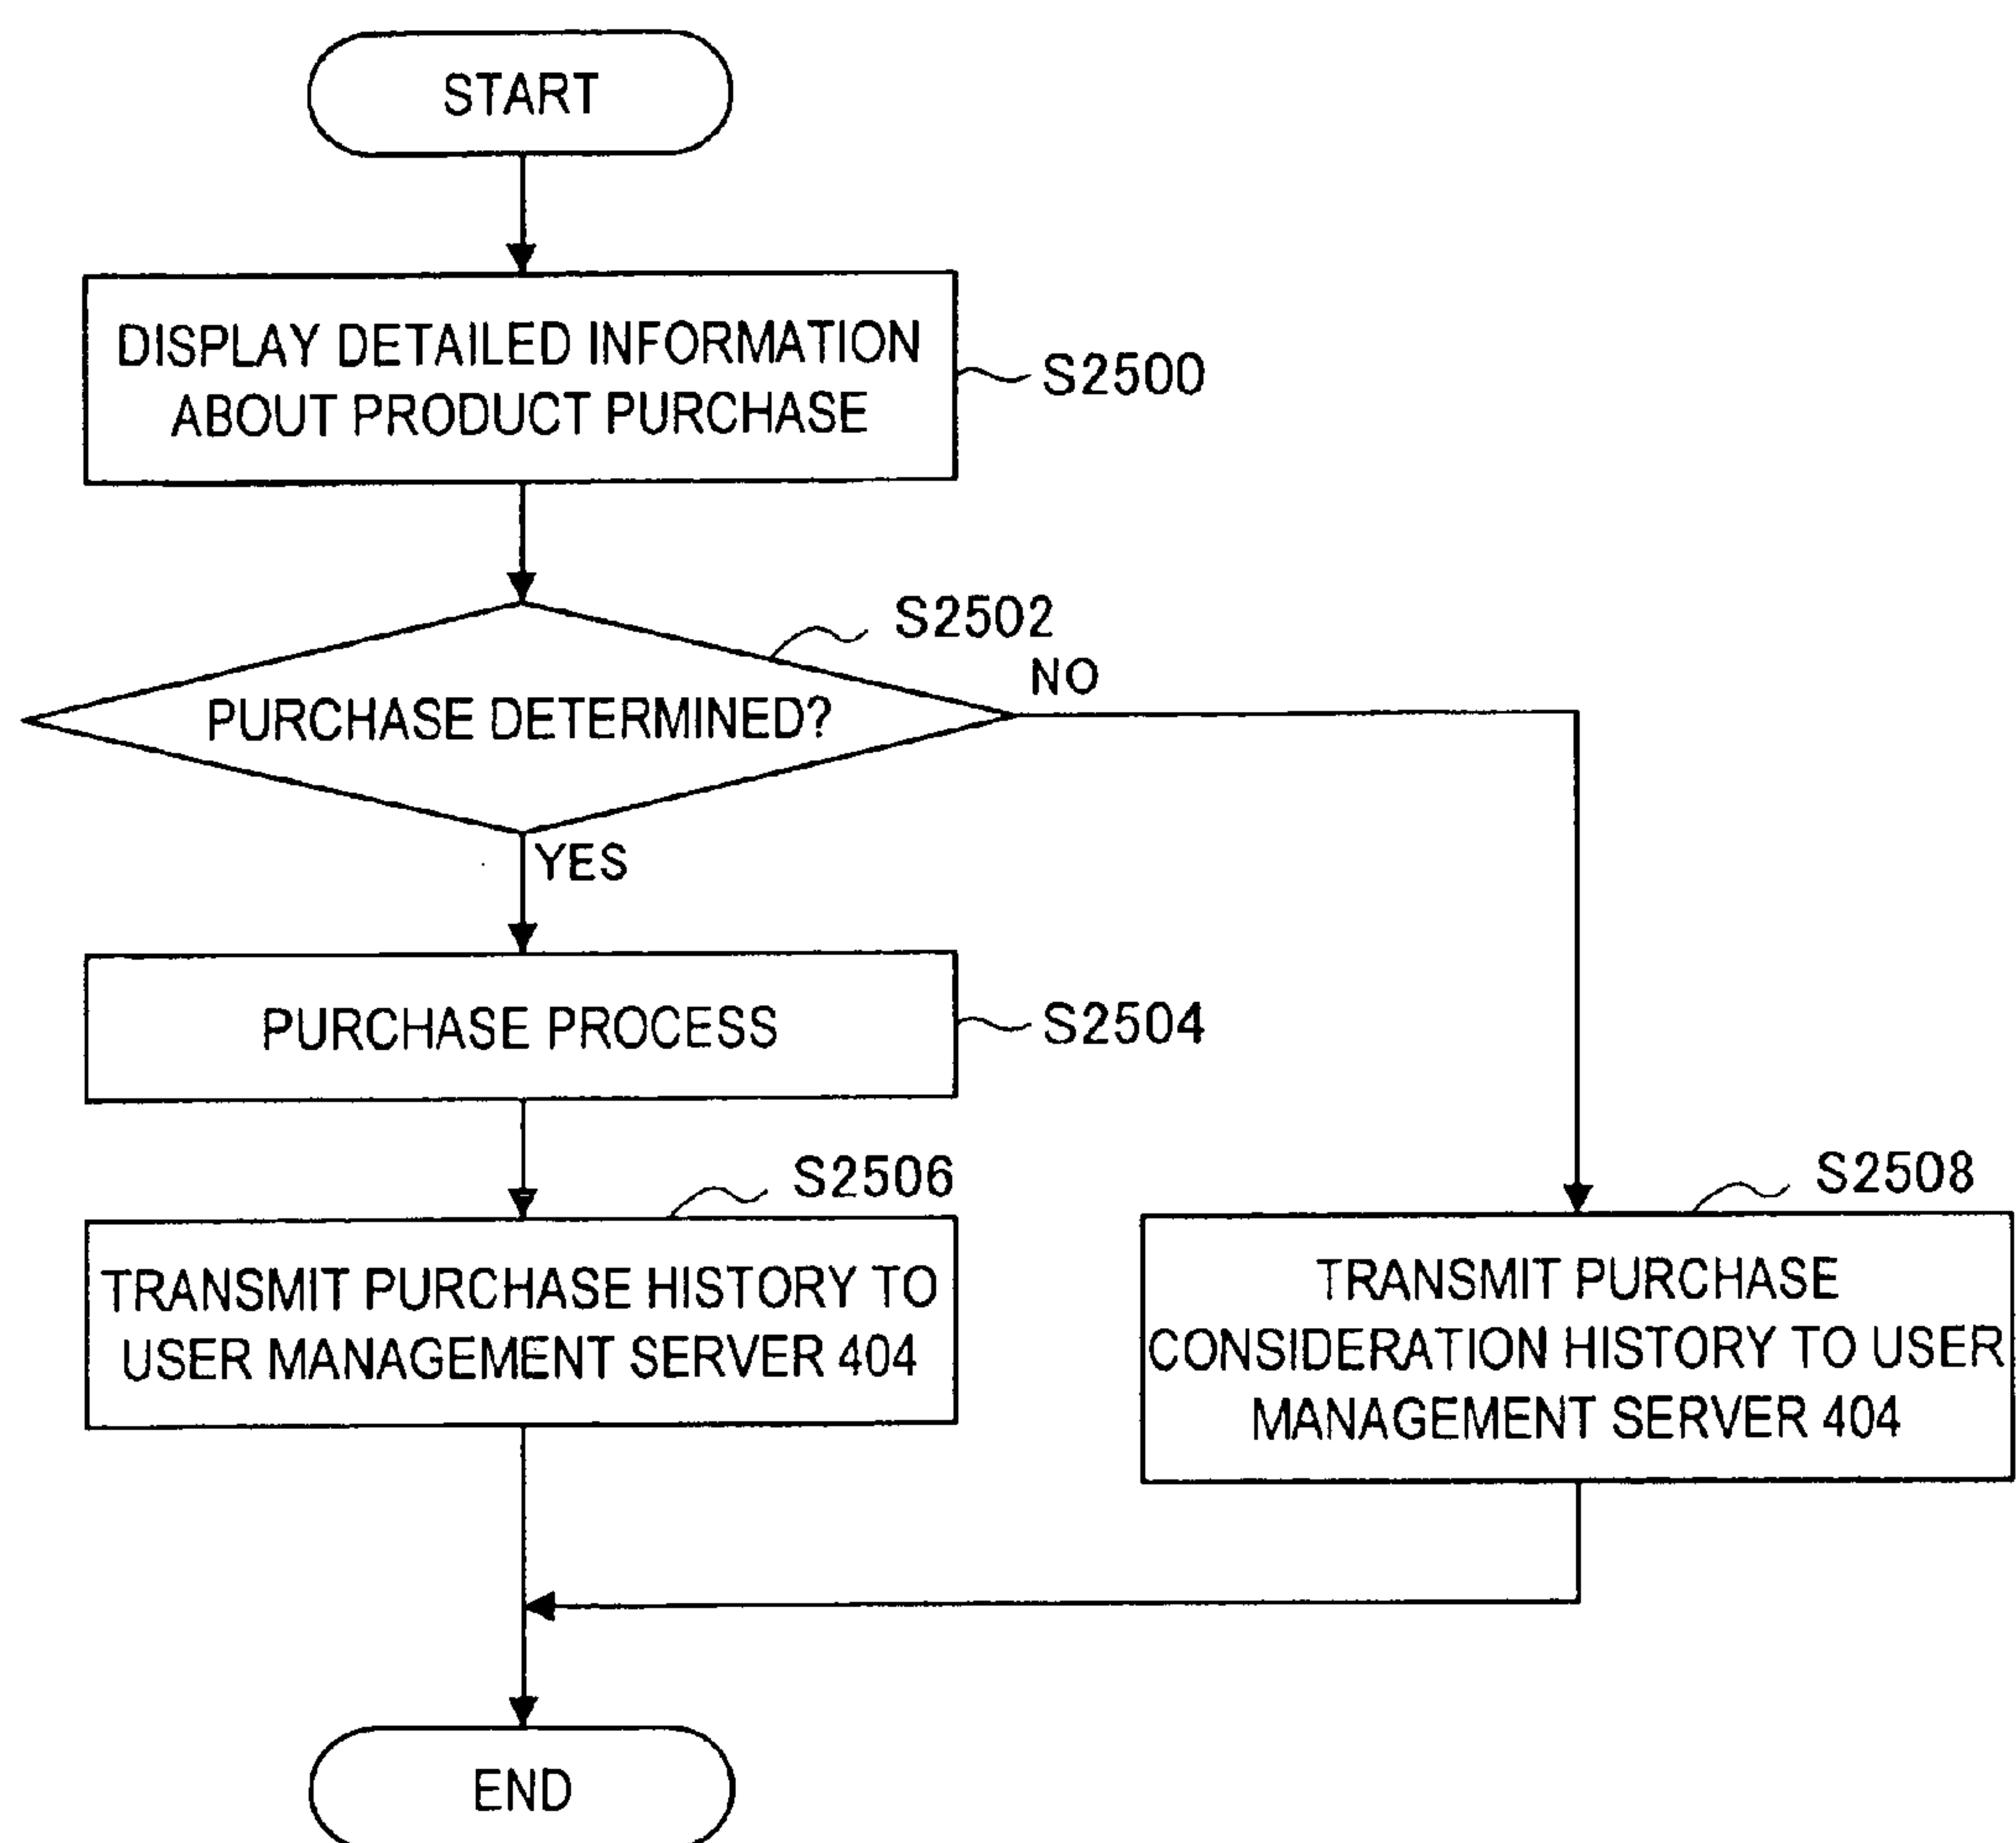 START
DISPLAY DETAILED INFORMATION
ABOUT PRODUCT PURCHASE
S2500
S2502
PURCHASE DETERMINED?
NO
YES
PURCHASE PROCESS
S2504
S2506
TRANSMIT PURCHASE HISTORY TO
USER MANAGEMENT SERVER 404
S2508
TRANSMIT PURCHASE
CONSIDERATION HISTORY TO USER
MANAGEMENT SERVER 404
END